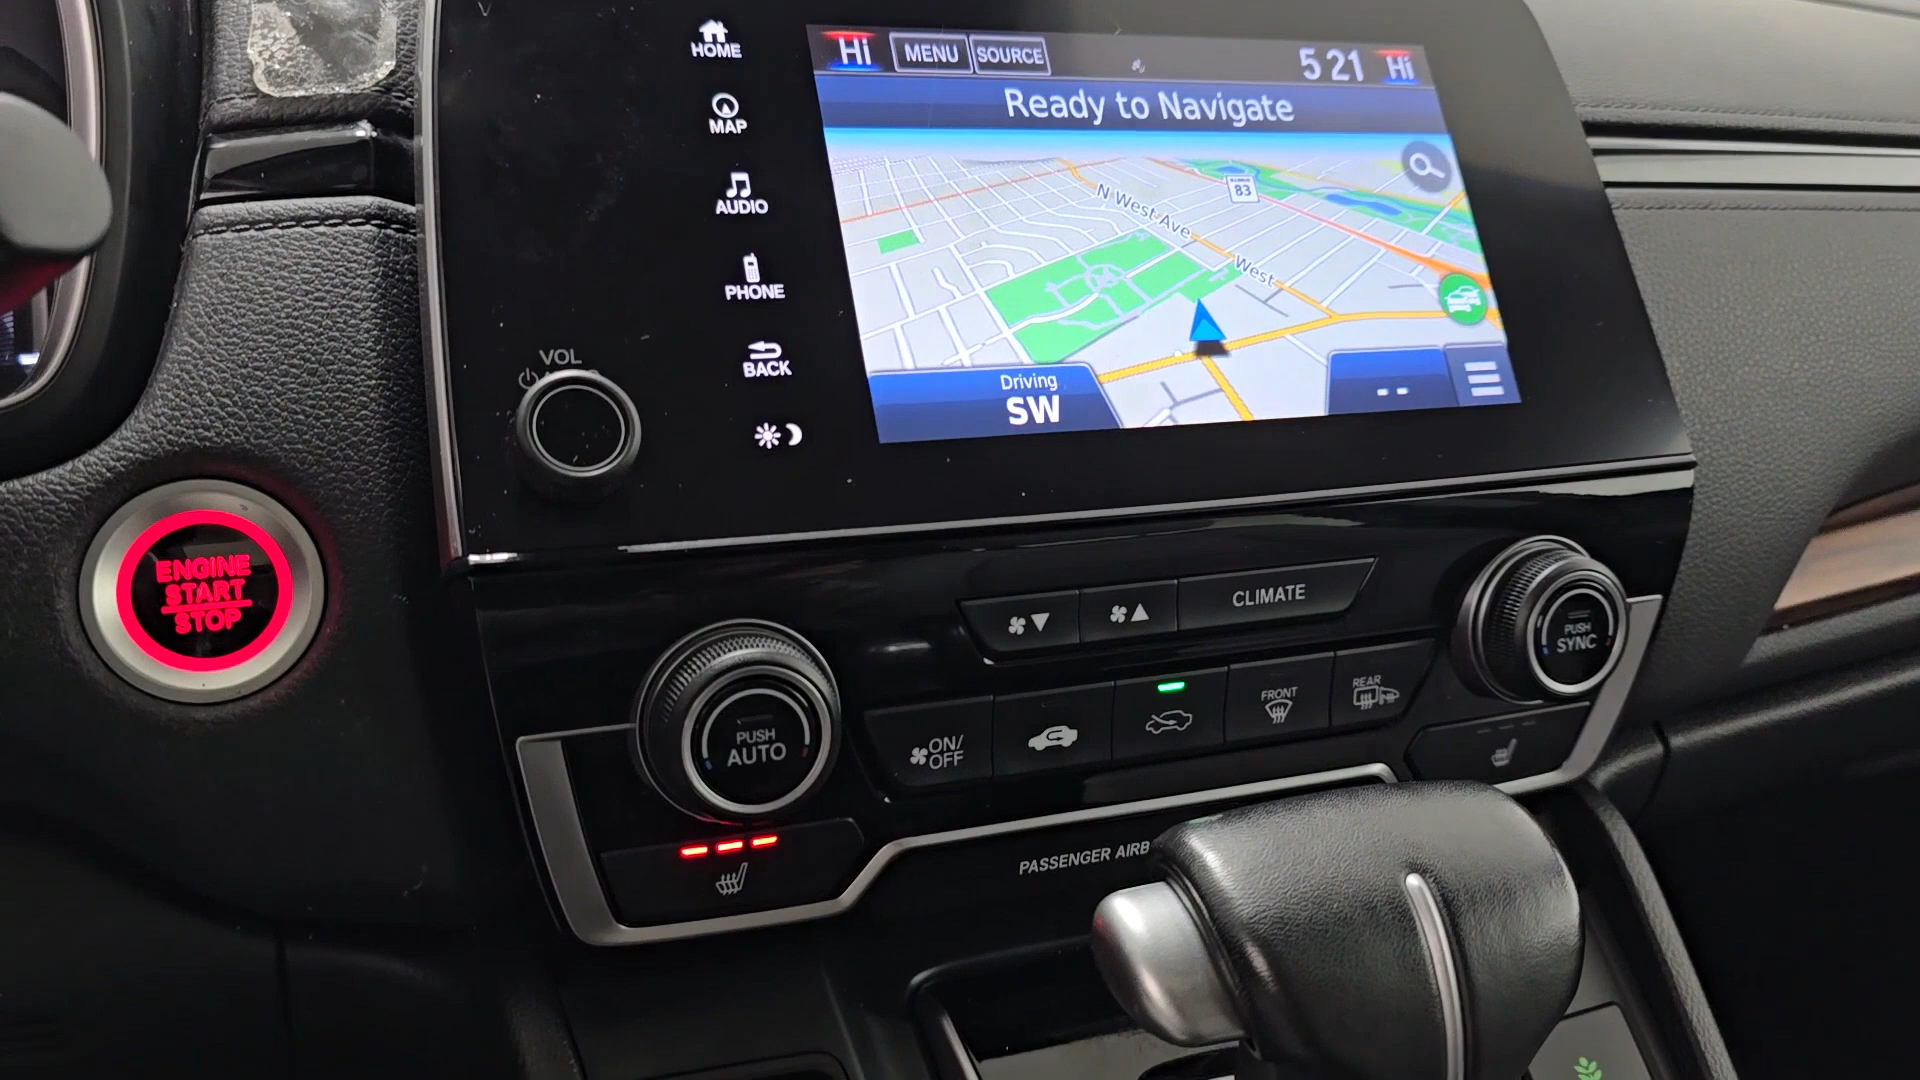 HOME
MAP
AUDIO
PHONE
BACK
VOL
Hi
MENU
SOURCE
5 21
Hi
Ready to Navigate
83
N West Ave
West
Driving
SW
--
ENGINE
START
STOP
CLIMATE
PUSH
SYNC
PUSH
AUTO
ON/
OFF
FRONT
REAR
PASSENGER AIRB